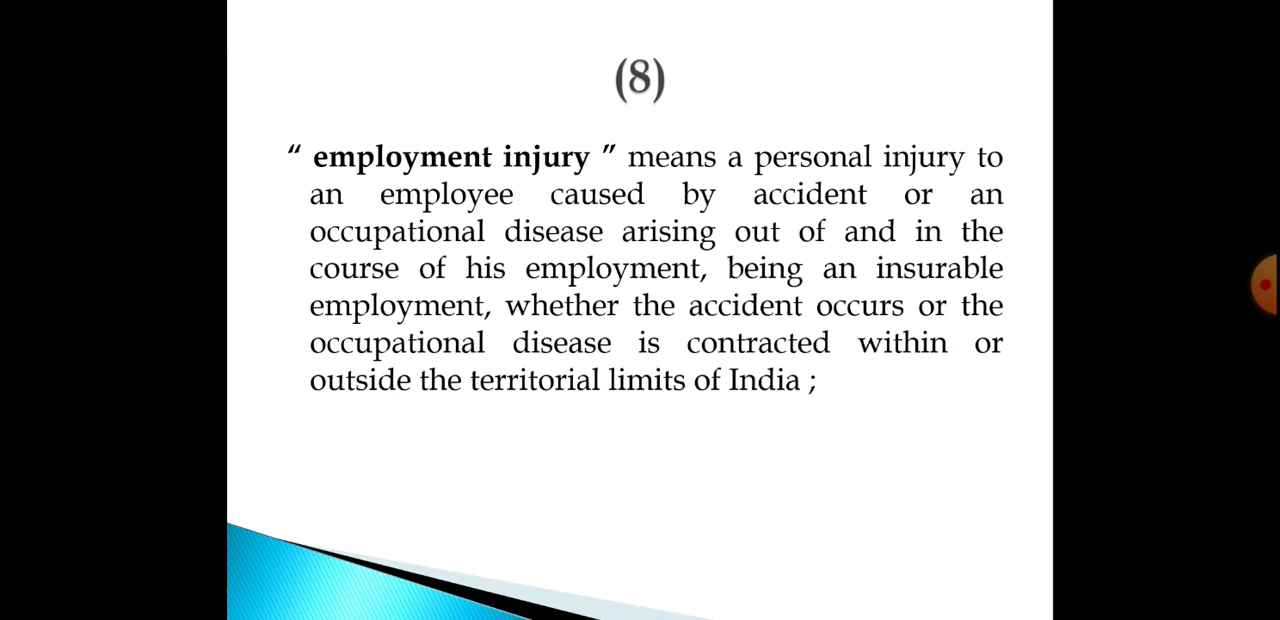 (8)
“ employment injury ” means a personal injury to
an employee caused by accident or an
occupational disease arising out of and in the
course of his employment, being an insurable
employment, whether the accident occurs or the
occupational disease is contracted within or
outside the territorial limits of India ;